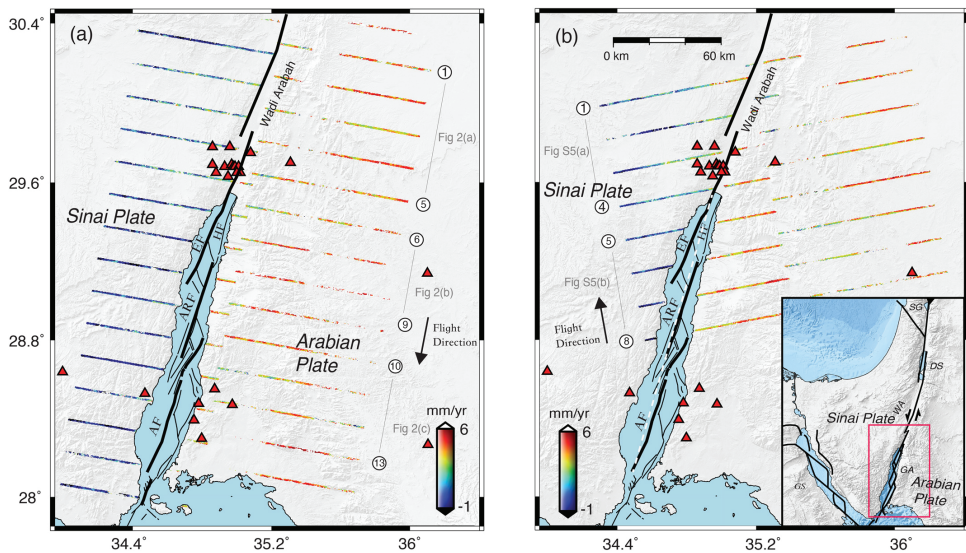 30.4°
29.6°
28.8°
28°
34.4
35.2
36
(a)
Wadi Arabah
1
Fig 2(a)
5
Sinai Plate
EF
HF
6
Fig 2(b)
ARF
9
Flight
Direction
Arabian
Plate
10
mm/yr
6
-1
AF
Fig 2(c)
13
(b)
0 km
60 km
Wadi Arabah
1
Fig S5(a)
Sinai Plate
4
5
EF
HF
Fig S5(b)
ARF
Flight
Direction
8
AF
mm/yr
6
-1
34.4
35.2
36
SG
DS
WA
Sinai Plate
GS
GA
Arabian
Plate